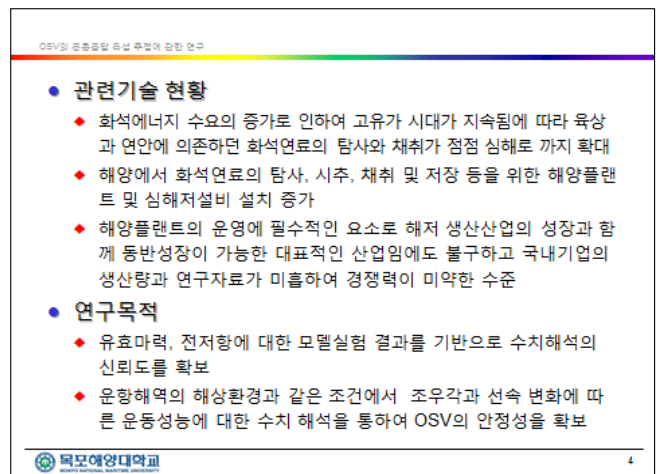 OSV의 운동응답 특성 추정에 관한 연구
● 관련기술 현황
◆ 화석에너지 수요의 증가로 인하여 고유가 시대가 지속됨에 따라 육상
과 연안에 의존하던 화석연료의 탐사와 채취가 점점 심해로 까지 확대
◆ 해양에서 화석연료의 탐사, 시추, 채취 및 저장 등을 위한 해양플랜
트 및 심해저설비 설치 증가
◆ 해양플랜트의 운영에 필수적인 요소로 해저 생산산업의 성장과 함
께 동반성장이 가능한 대표적인 산업임에도 불구하고 국내기업의
생산량과 연구자료가 미흡하여 경쟁력이 미약한 수준
● 연구목적
◆ 유효마력, 전저항에 대한 모델실험 결과를 기반으로 수치해석의
신뢰도를 확보
◆ 운항해역의 해상환경과 같은 조건에서 조우각과 선속 변화에 따
른 운동성능에 대한 수치 해석을 통하여 OSV의 안정성을 확보
목포해양대학교
MOKPO NATIONAL MARITIME UNIVERSITY
4